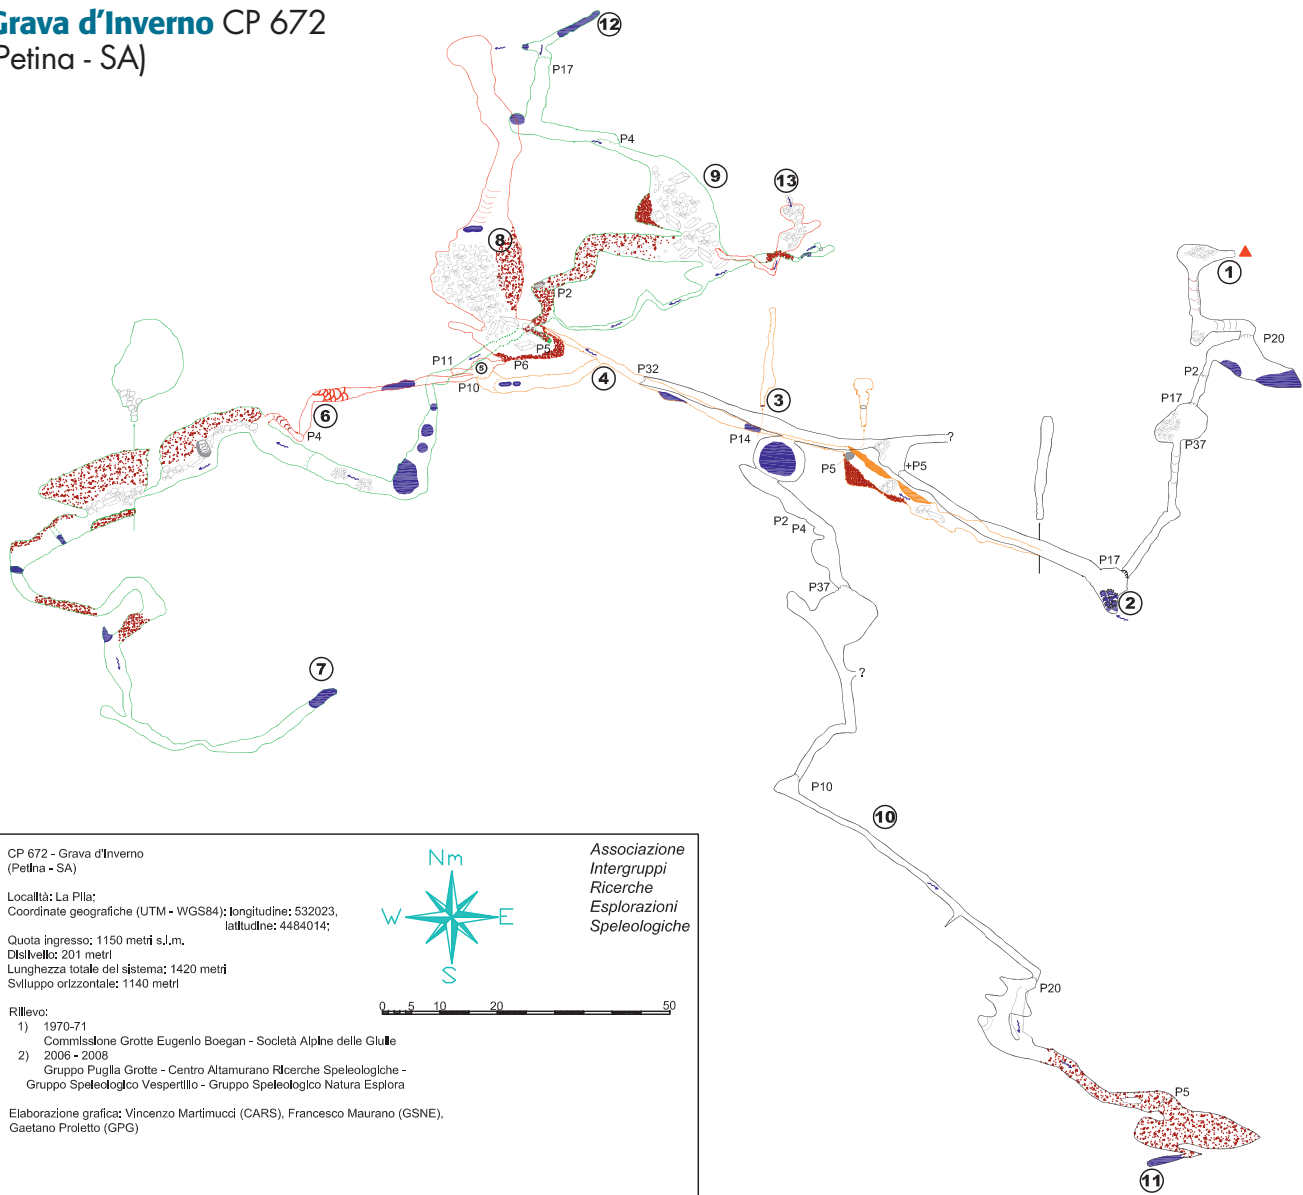 Grava d'Inverno CP 672
Petina - SA)
12
P17
P4
9
13
8
1
P2
P20
P5
P11
P6
5
4
P32
P10
P2
3
6
P17
P4
P14
?
P37
P5
+P5
P2
P4
P17
P37
2
?
7
P10
10
P20
P5
11
CP 672 - Grava d'Inverno
(Petina - SA)
Località: La Pila;
Coordinate geografiche (UTM - WGS84): longitudine: 532023,
latitudine: 4484014;
Quota ingresso: 1150 metri s.l.m.
Dislivello: 201 metri
Lunghezza totale del sistema: 1420 metri
Sviluppo orizzontale: 1140 metri
Rilievo:
1) 1970-71
Commissione Grotte Eugenio Boegan - Società Alpine delle Giulie
2) 2006 - 2008
Gruppo Puglia Grotte - Centro Altamurano Ricerche Speleologiche -
Gruppo Speleologico Vespertilio - Gruppo Speleologico Natura Esplora
Elaborazione grafica: Vincenzo Martimucci (CARS), Francesco Maurano (GSNE),
Gaetano Proietto (GPG)
Nm
W E
S
0 5 10 20 50
Associazione
Intergruppi
Ricerche
Esplorazioni
Speleologiche